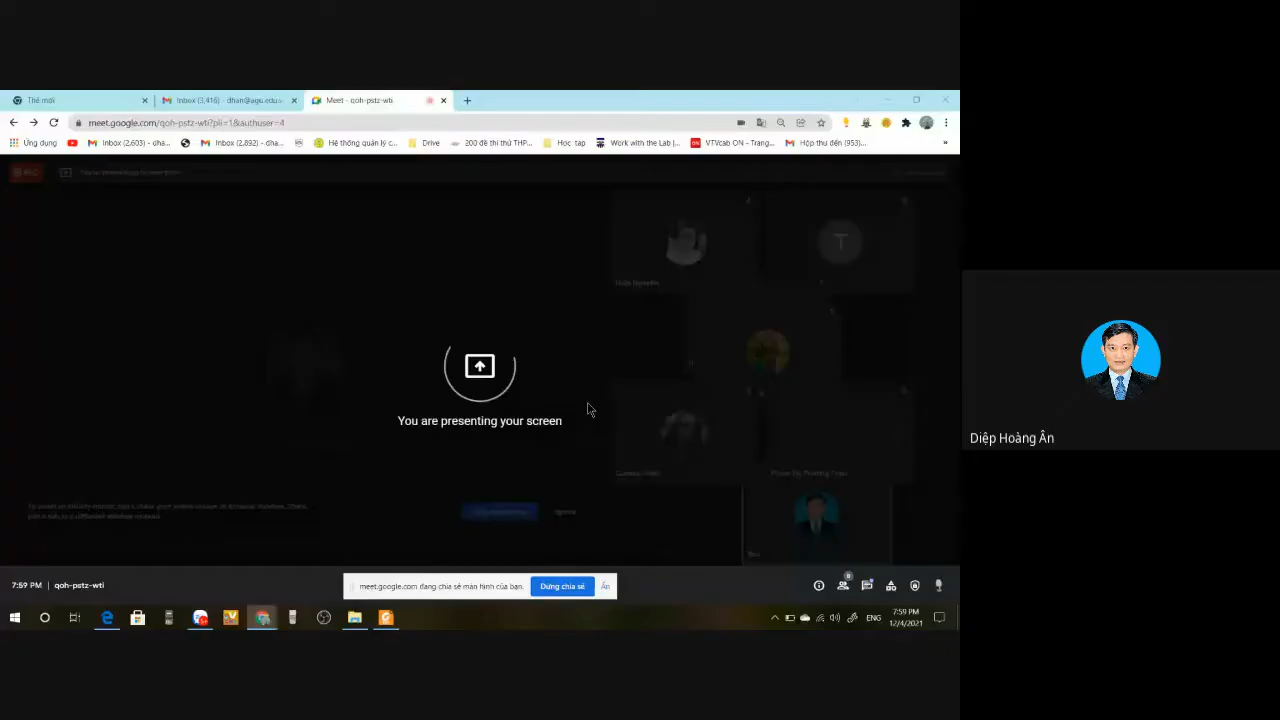 Thẻ mới
Inbox (3,416) - dhan@agu.edu.v
Meet - qoh-pstz-wti
meet.google.com/qoh-pstz-wti?pli=1&authuser=4
Ứng dụng
Inbox (2,603) - dha...
Inbox (2,892) - dha...
Hệ thống quản lý c...
Drive
200 đề thi thử THP...
Học tập
Work with the Lab |...
VTVcab ON - Trang...
Hộp thư đến (953)...
»
REC
T
You are presenting your screen
You
Diệp Hoàng Ân
7:59 PM | qoh-pstz-wti
meet.google.com đang chia sẻ màn hình của bạn.
Dừng chia sẻ
Ẩn
8
ENG
7:59 PM
12/4/2021